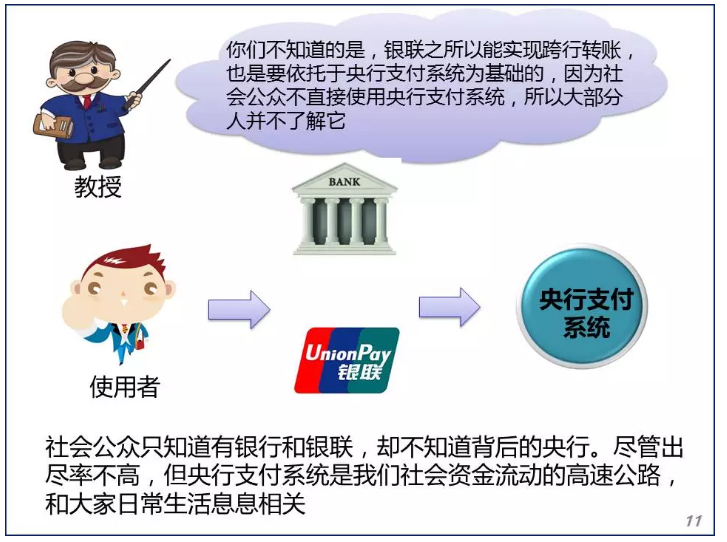 你们不知道的是，银联之所以能实现跨行转账，
也是要依托于央行支付系统为基础的，因为社
会公众不直接使用央行支付系统，所以大部分
人并不了解它
教授
BANK
使用者
UnionPay
银联
央行支付
系统
社会公众只知道有银行和银联，却不知道背后的央行。尽管出
尽率不高，但央行支付系统是我们社会资金流动的高速公路，
和大家日常生活息息相关
11